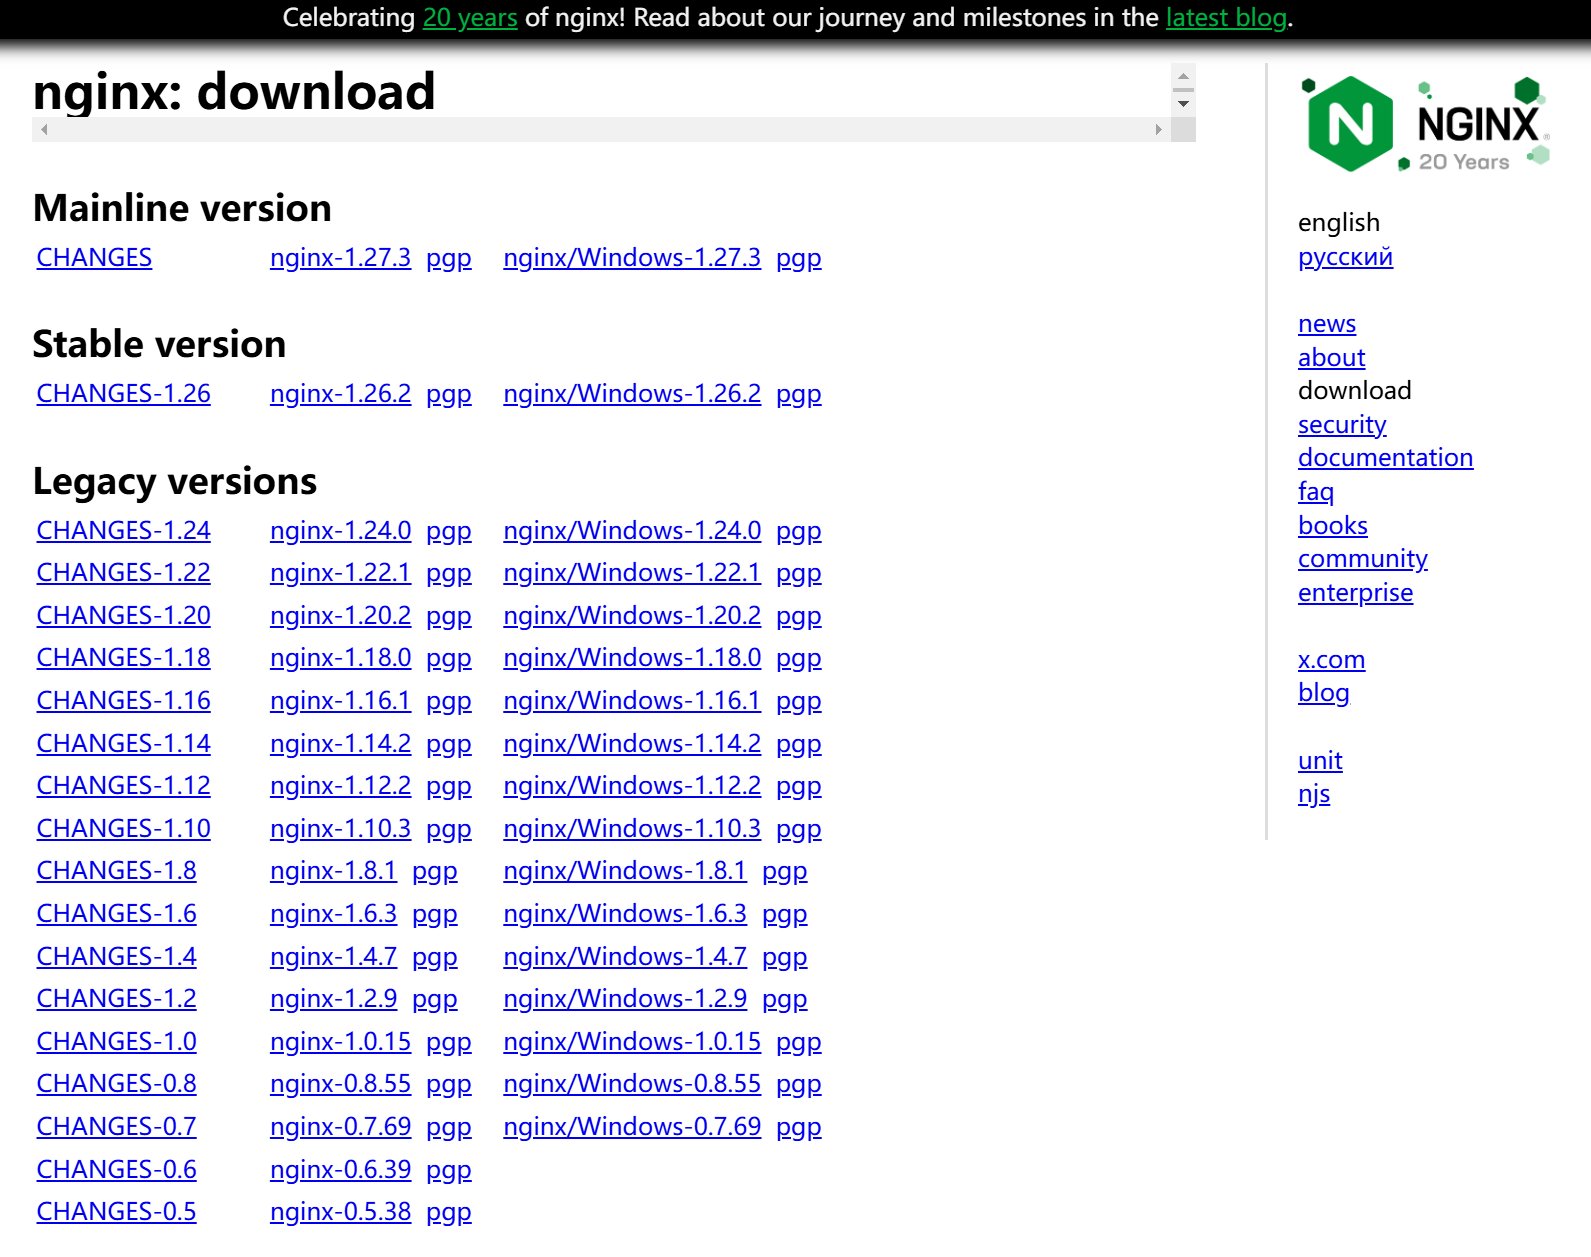 Celebrating 20 years of nginx! Read about our journey and milestones in the latest blog.
nginx: download
Mainline version
CHANGES nginx-1.27.3 pgp nginx/Windows-1.27.3 pgp
Stable version
CHANGES-1.26 nginx-1.26.2 pgp nginx/Windows-1.26.2 pgp
Legacy versions
CHANGES-1.24 nginx-1.24.0 pgp nginx/Windows-1.24.0 pgp
CHANGES-1.22 nginx-1.22.1 pgp nginx/Windows-1.22.1 pgp
CHANGES-1.20 nginx-1.20.2 pgp nginx/Windows-1.20.2 pgp
CHANGES-1.18 nginx-1.18.0 pgp nginx/Windows-1.18.0 pgp
CHANGES-1.16 nginx-1.16.1 pgp nginx/Windows-1.16.1 pgp
CHANGES-1.14 nginx-1.14.2 pgp nginx/Windows-1.14.2 pgp
CHANGES-1.12 nginx-1.12.2 pgp nginx/Windows-1.12.2 pgp
CHANGES-1.10 nginx-1.10.3 pgp nginx/Windows-1.10.3 pgp
CHANGES-1.8 nginx-1.8.1 pgp nginx/Windows-1.8.1 pgp
CHANGES-1.6 nginx-1.6.3 pgp nginx/Windows-1.6.3 pgp
CHANGES-1.4 nginx-1.4.7 pgp nginx/Windows-1.4.7 pgp
CHANGES-1.2 nginx-1.2.9 pgp nginx/Windows-1.2.9 pgp
CHANGES-1.0 nginx-1.0.15 pgp nginx/Windows-1.0.15 pgp
CHANGES-0.8 nginx-0.8.55 pgp nginx/Windows-0.8.55 pgp
CHANGES-0.7 nginx-0.7.69 pgp nginx/Windows-0.7.69 pgp
CHANGES-0.6 nginx-0.6.39 pgp
CHANGES-0.5 nginx-0.5.38 pgp
N NGINX®
20 Years
english
русский
news
about
download
security
documentation
faq
books
community
enterprise
x.com
blog
unit
njs